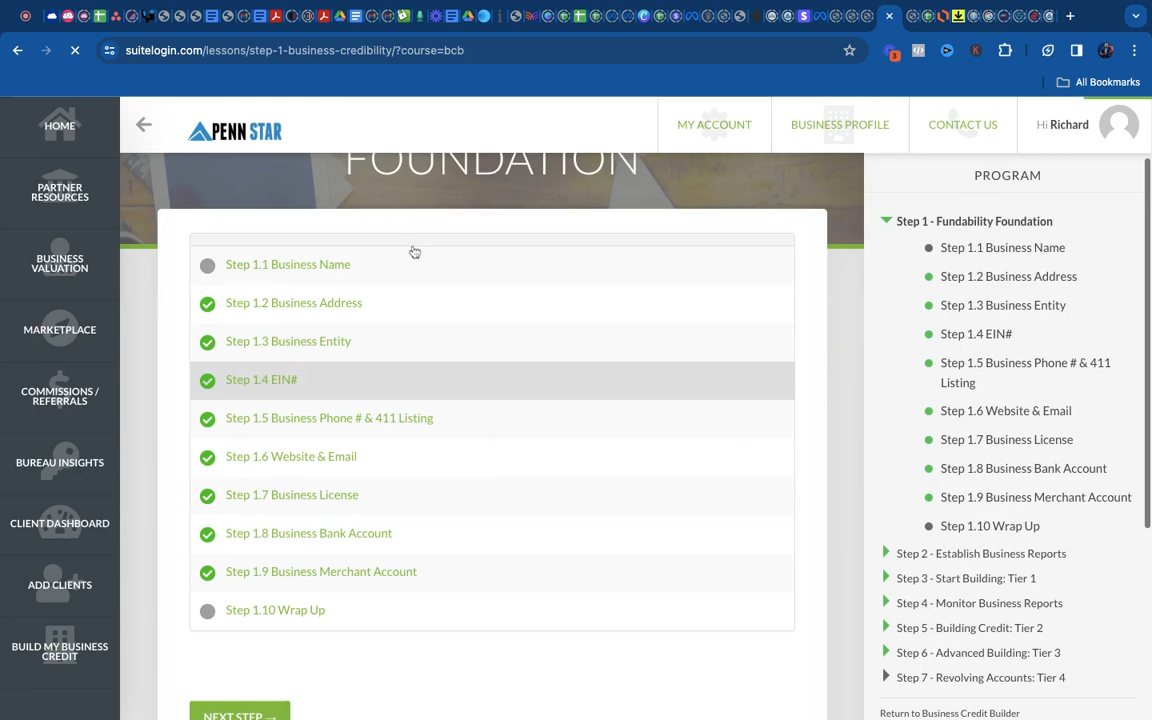 suitelogin.com/lessons/step-1-business-credibility/?course=bcb
3
All Bookmarks
HOME
PARTNER
RESOURCES
BUSINESS
VALUATION
MARKETPLACE
COMMISSIONS /
REFERRALS
BUREAU INSIGHTS
CLIENT DASHBOARD
ADD CLIENTS
BUILD MY BUSINESS
CREDIT
PENN STAR
MY ACCOUNT
BUSINESS PROFILE
CONTACT US
Hi Richard
FOUNDATION
Step 1.1 Business Name
Step 1.2 Business Address
Step 1.3 Business Entity
Step 1.4 EIN#
Step 1.5 Business Phone # & 411 Listing
Step 1.6 Website & Email
Step 1.7 Business License
Step 1.8 Business Bank Account
Step 1.9 Business Merchant Account
Step 1.10 Wrap Up
NEXT STEP →
PROGRAM
Step 1 - Fundability Foundation
Step 1.1 Business Name
Step 1.2 Business Address
Step 1.3 Business Entity
Step 1.4 EIN#
Step 1.5 Business Phone # & 411
Listing
Step 1.6 Website & Email
Step 1.7 Business License
Step 1.8 Business Bank Account
Step 1.9 Business Merchant Account
Step 1.10 Wrap Up
Step 2 - Establish Business Reports
Step 3 - Start Building: Tier 1
Step 4 - Monitor Business Reports
Step 5 - Building Credit: Tier 2
Step 6 - Advanced Building: Tier 3
Step 7 - Revolving Accounts: Tier 4
Return to Business Credit Builder